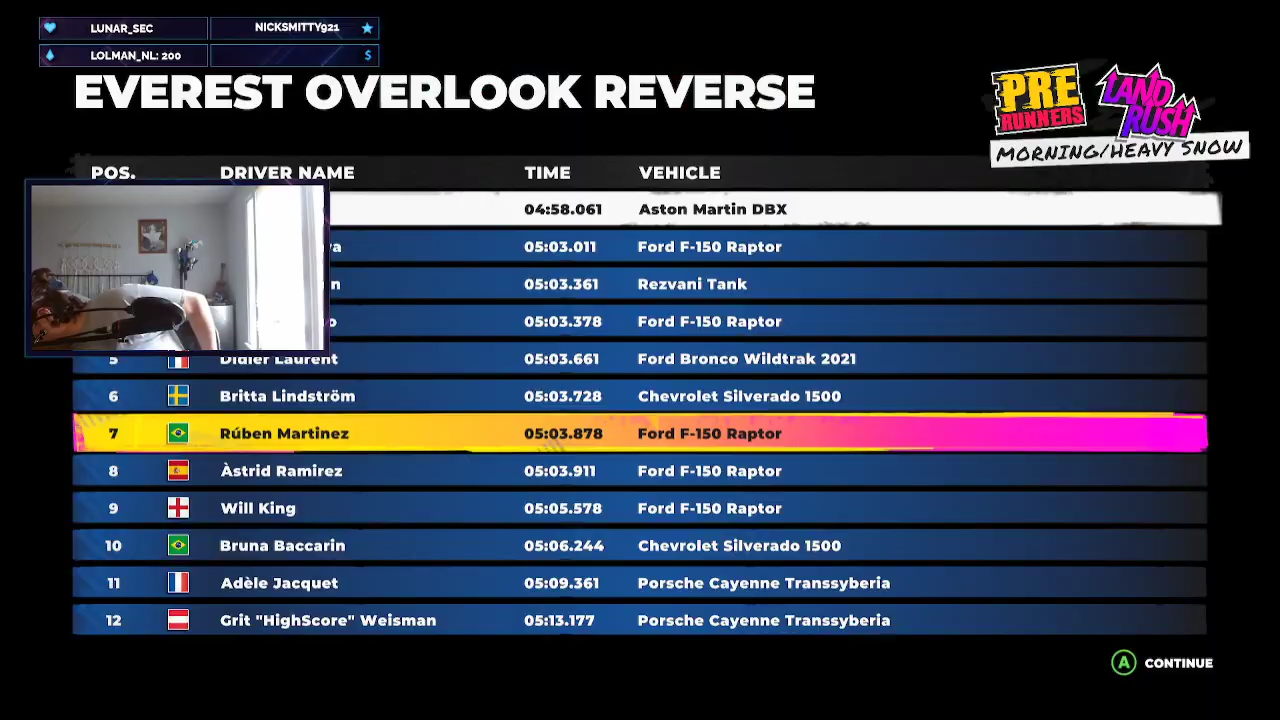 LUNAR_SEC
NICKSMITTY921
LOLMAN_NL: 200
$
EVEREST OVERLOOK REVERSE
PRE RUNNERS
LAND RUSH
MORNING/HEAVY SNOW
POS. DRIVER NAME TIME VEHICLE
04:58.061 Aston Martin DBX
05:03.011 Ford F-150 Raptor
05:03.361 Rezvani Tank
05:03.378 Ford F-150 Raptor
5 Didier Laurent 05:03.661 Ford Bronco Wildtrak 2021
6 Britta Lindström 05:03.728 Chevrolet Silverado 1500
7 Rúben Martinez 05:03.878 Ford F-150 Raptor
8 Àstrid Ramirez 05:03.911 Ford F-150 Raptor
9 Will King 05:05.578 Ford F-150 Raptor
10 Bruna Baccarin 05:06.244 Chevrolet Silverado 1500
11 Adèle Jacquet 05:09.361 Porsche Cayenne Transsyberia
12 Grit "HighScore" Weisman 05:13.177 Porsche Cayenne Transsyberia
A CONTINUE